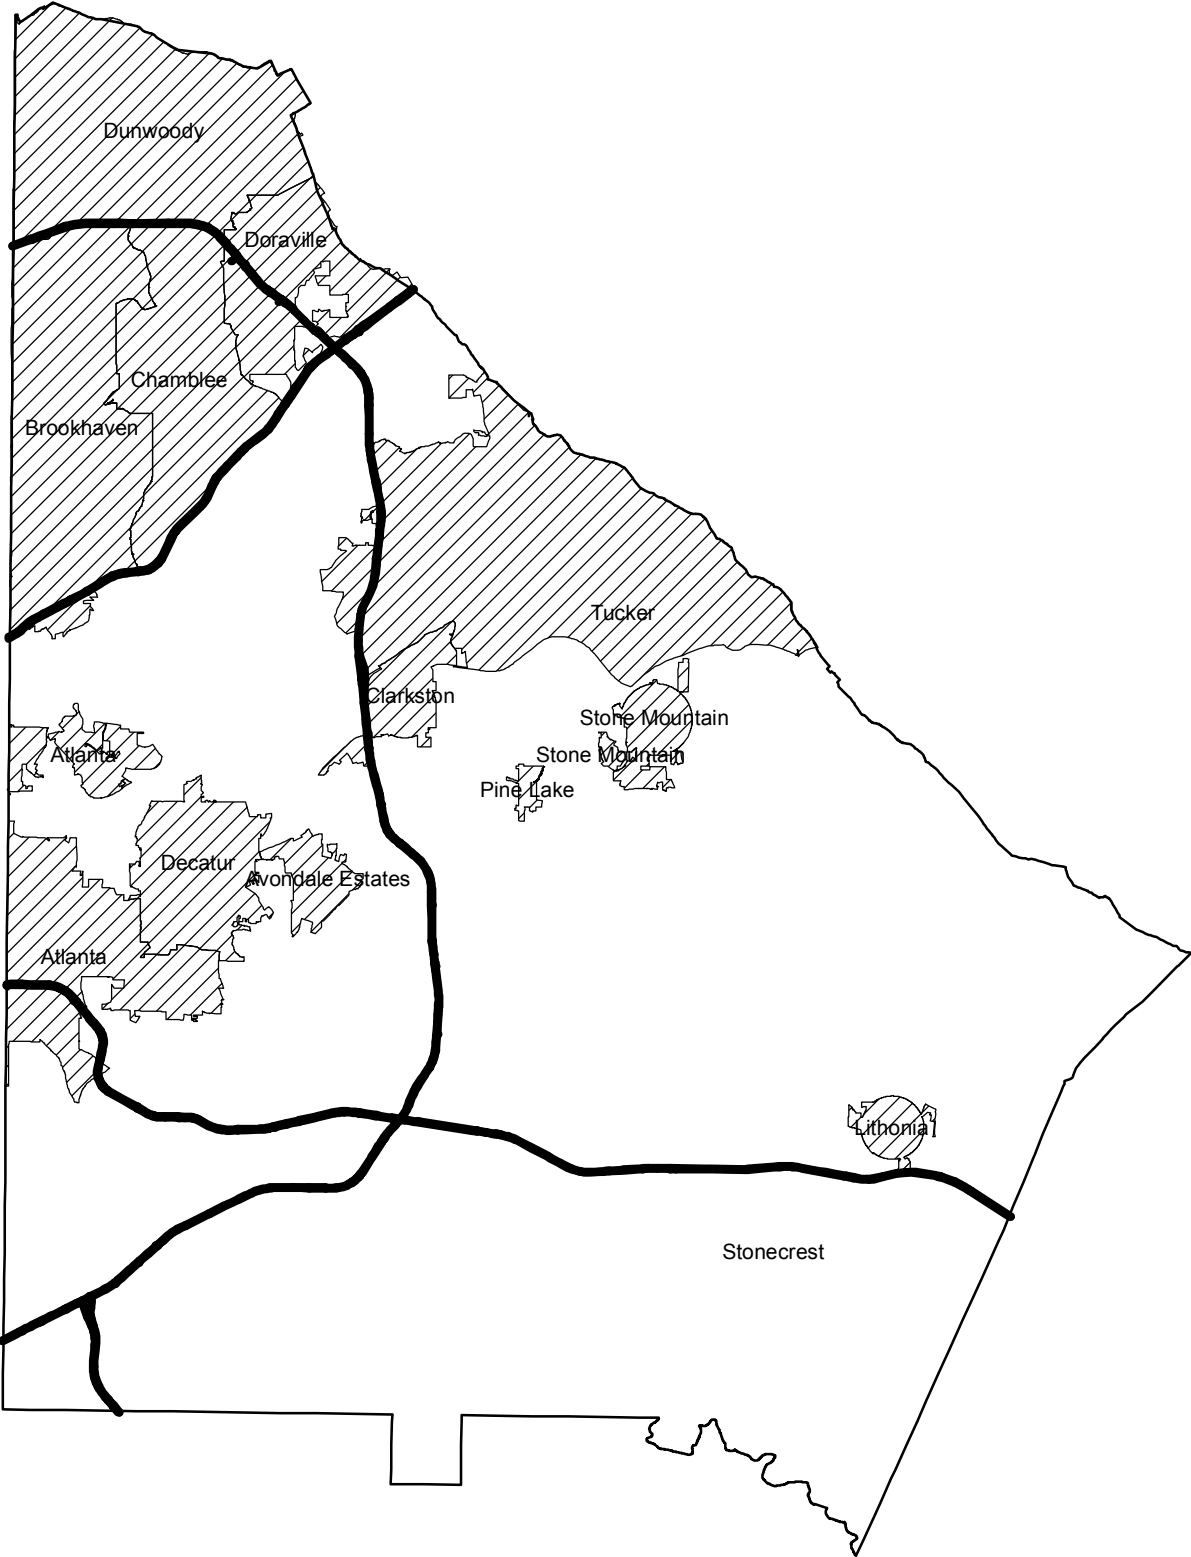 Dunwoody
Doraville
Chamblee
Brookhaven
Tucker
Clarkston
Stone Mountain
Stone Mountain
Atlanta
Pine Lake
Decatur
Avondale Estates
Atlanta
Lithonia
Stonecrest